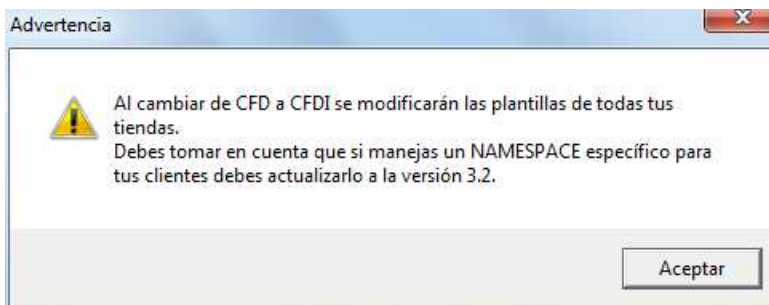 Advertencia
Al cambiar de CFD a CFDI se modificarán las plantillas de todas tus
tiendas.
Debes tomar en cuenta que si manejas un NAMESPACE específico para
tus clientes debes actualizarlo a la versión 3.2.
Aceptar